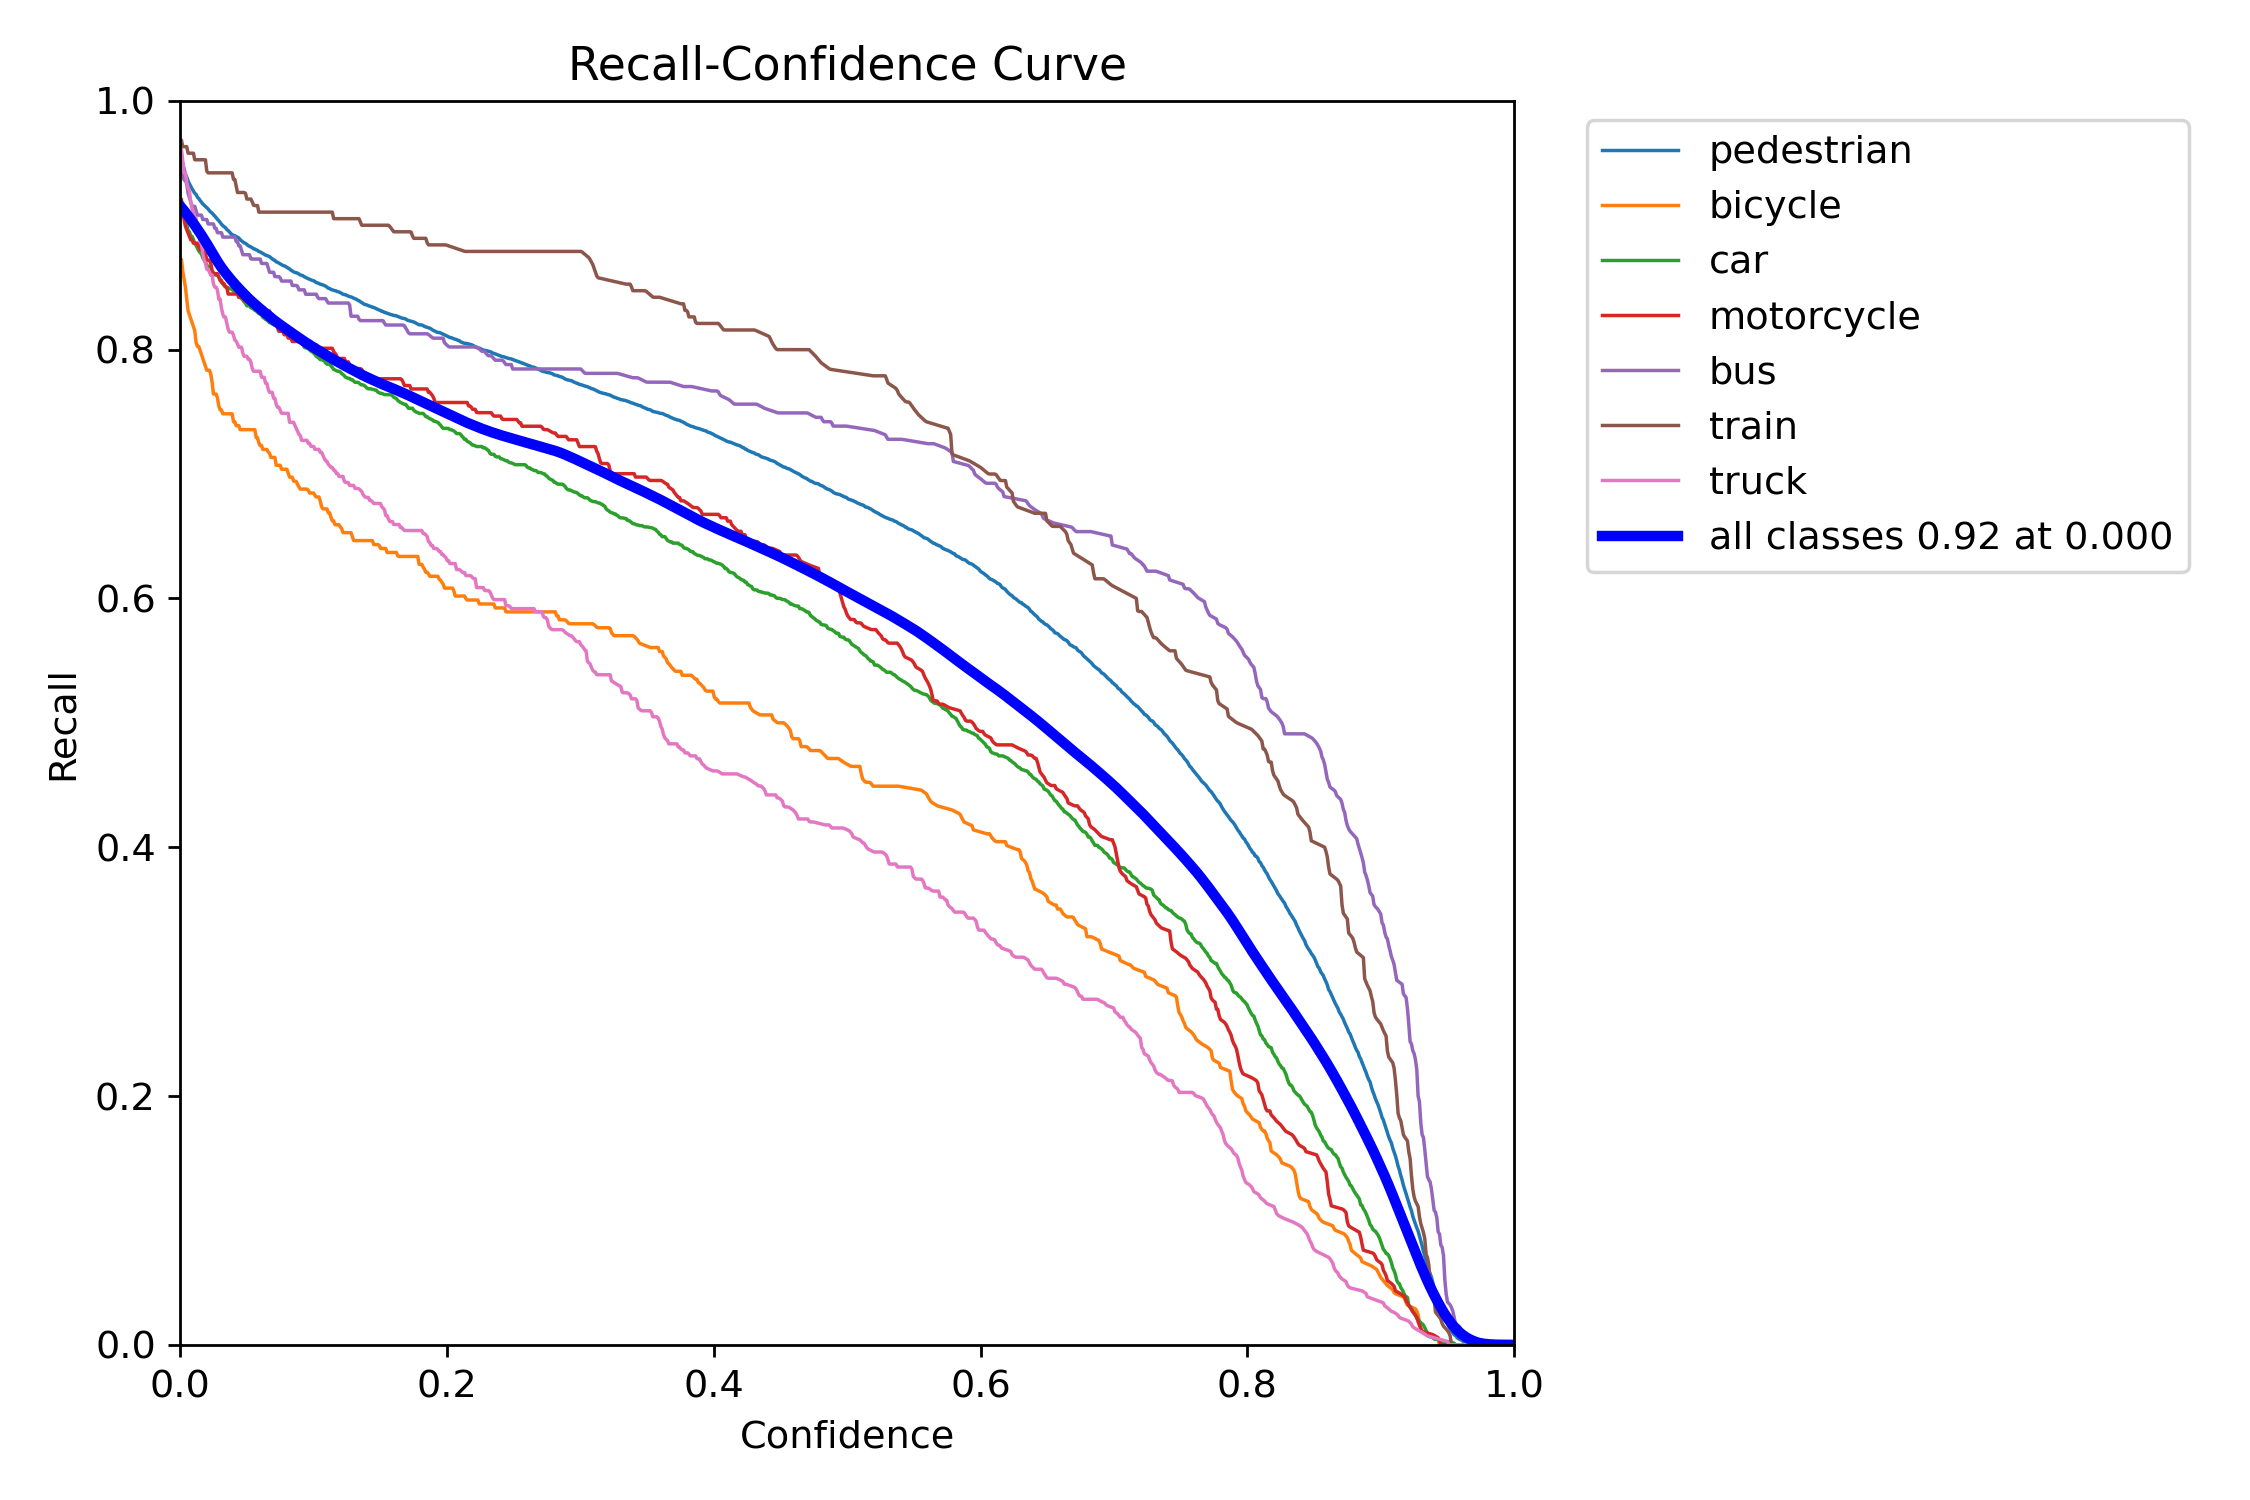 Recall-Confidence Curve
1.0
0.8
0.6
0.4
0.2
0.0
Recall
0.0 0.2 0.4 0.6 0.8 1.0
Confidence
pedestrian
bicycle
car
motorcycle
bus
train
truck
all classes 0.92 at 0.000